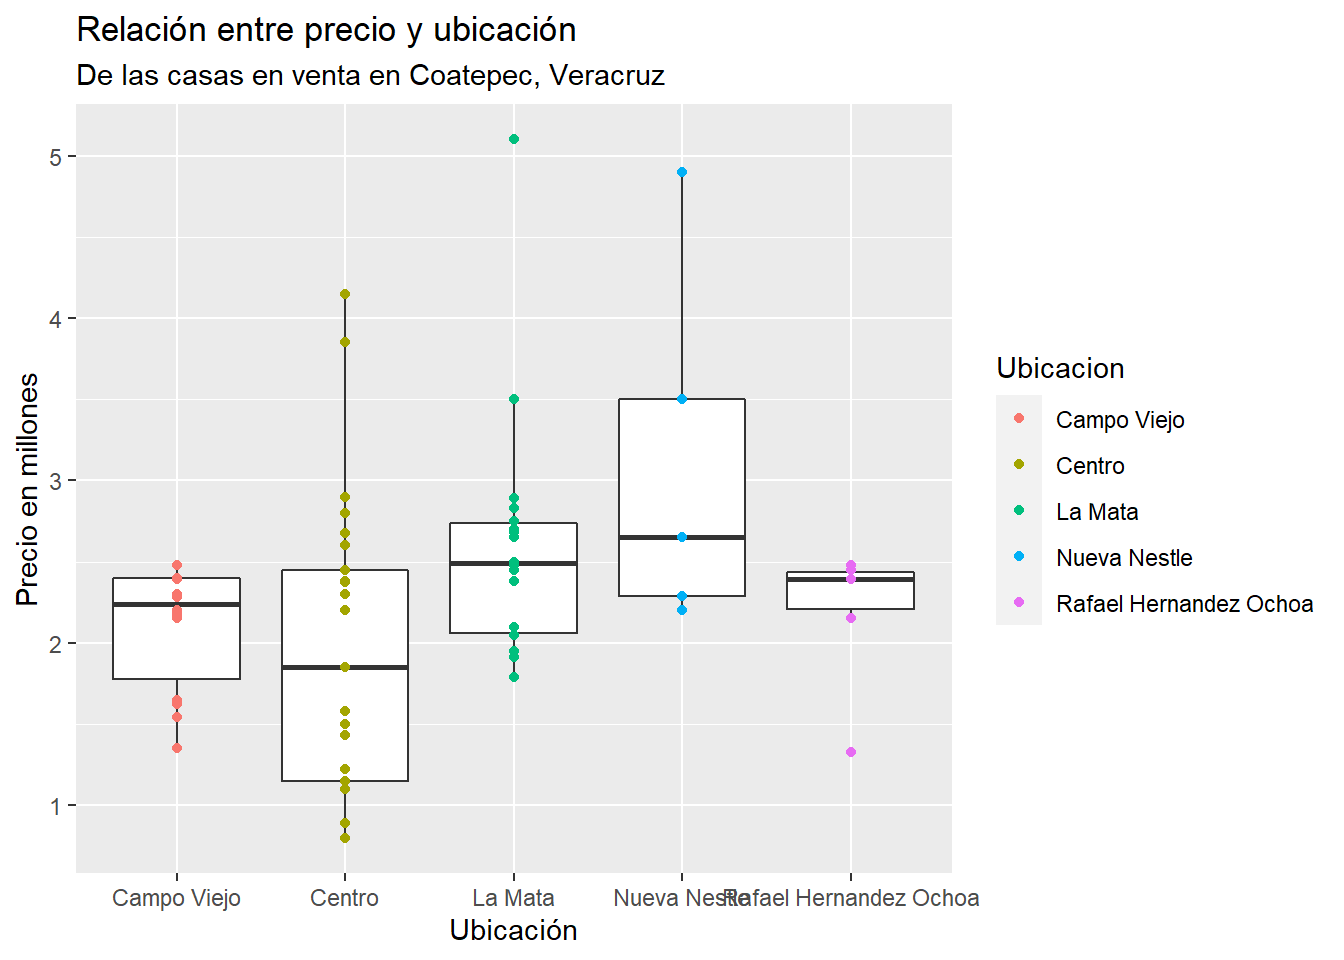 Relación entre precio y ubicación
De las casas en venta en Coatepec, Veracruz
Precio en millones
5
4
3
2
1
Campo Viejo
Centro
La Mata
Nueva Nestle
Rafael Hernandez Ochoa
Ubicación
Ubicacion
Campo Viejo
Centro
La Mata
Nueva Nestle
Rafael Hernandez Ochoa